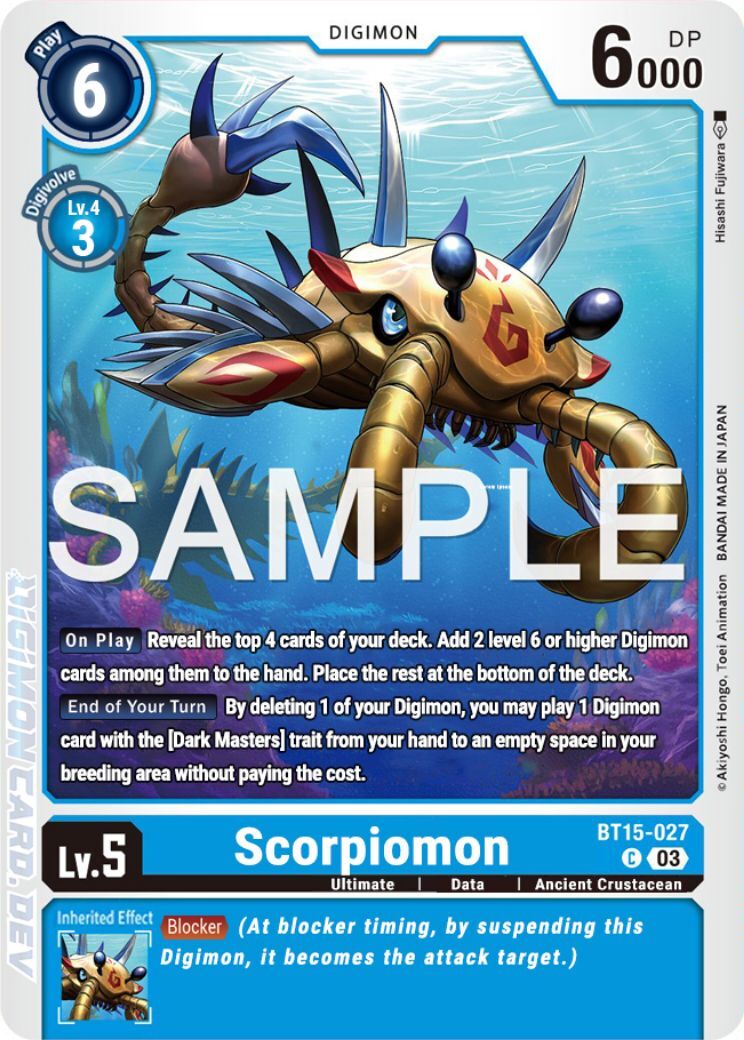 DIGIMON
Play
6
6000
DP
Digivolve
Lv.4
3
Hisashi Fujiwara
SAMPLE
BANDAI MADE IN JAPAN
© Akiyoshi Hongo, Toei Animation
DIGIMONCARD.DEV
On Play Reveal the top 4 cards of your deck. Add 2 level 6 or higher Digimon
cards among them to the hand. Place the rest at the bottom of the deck.
End of Your Turn By deleting 1 of your Digimon, you may play 1 Digimon
card with the [Dark Masters] trait from your hand to an empty space in your
breeding area without paying the cost.
Lv.5
Scorpiomon
BT15-027
C 03
Ultimate | Data | Ancient Crustacean
Inherited Effect
Blocker (At blocker timing, by suspending this
Digimon, it becomes the attack target.)